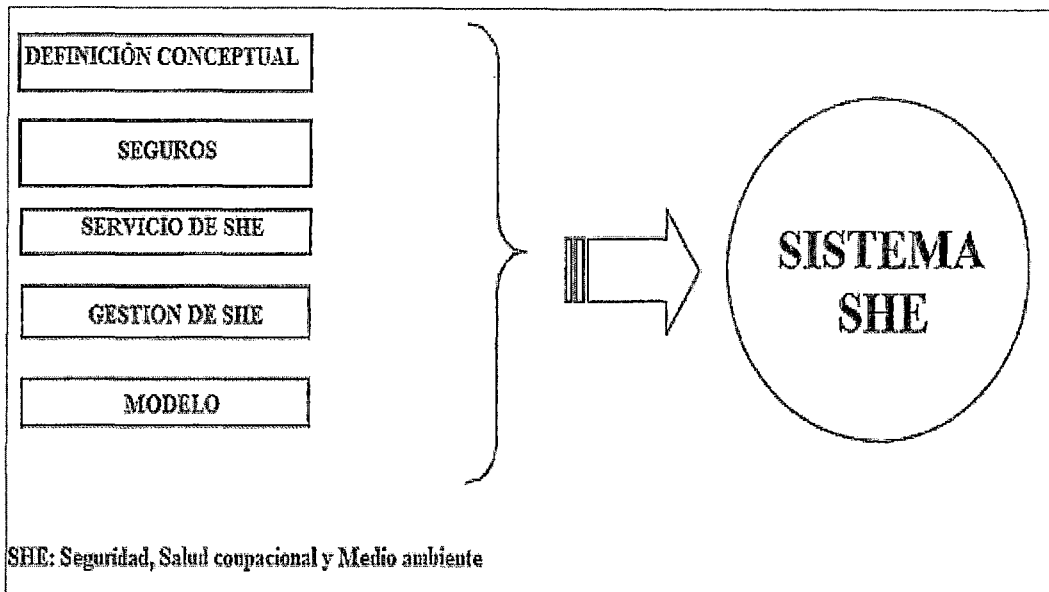 DEFINICIÓN CONCEPTUAL
SEGUROS
SERVICIO DE SHE
GESTION DE SHE
MODELO
SISTEMA
SHE
SHE: Seguridad, Salud coupacional y Medio ambiente